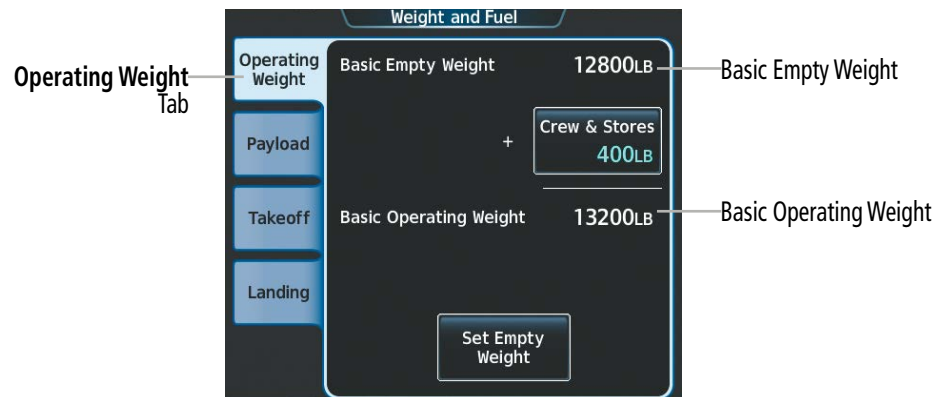 Weight and Fuel
Operating Weight
Tab
Operating
Weight
Basic Empty Weight 12800LB
Basic Empty Weight
Payload
+
Crew & Stores
400LB
Takeoff
Basic Operating Weight 13200LB
Basic Operating Weight
Landing
Set Empty
Weight